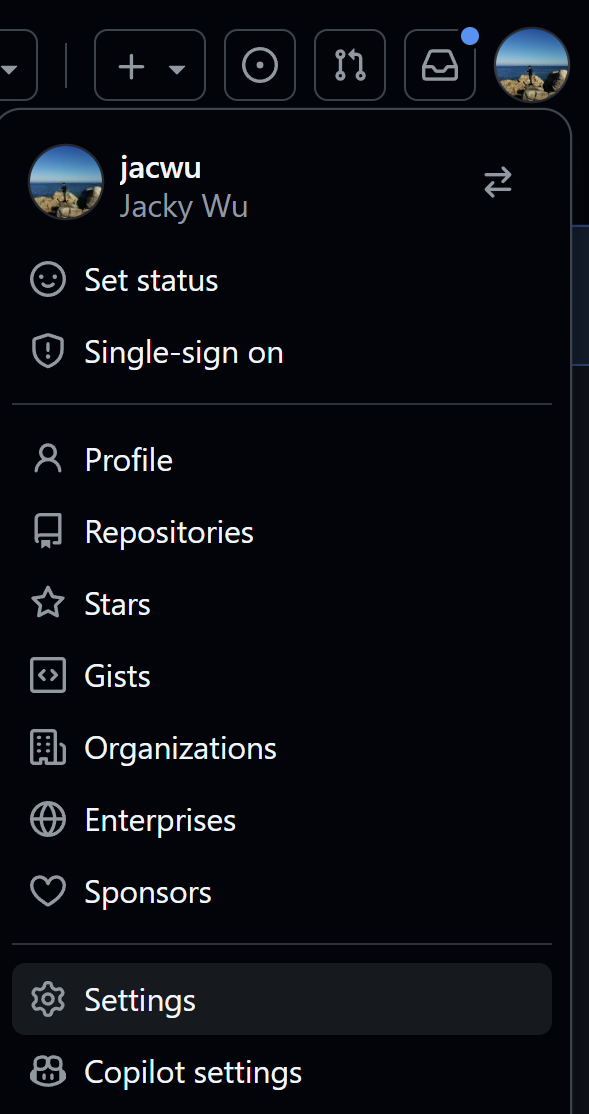 jacwu
Jacky Wu
Set status
Single-sign on
Profile
Repositories
Stars
Gists
Organizations
Enterprises
Sponsors
Settings
Copilot settings